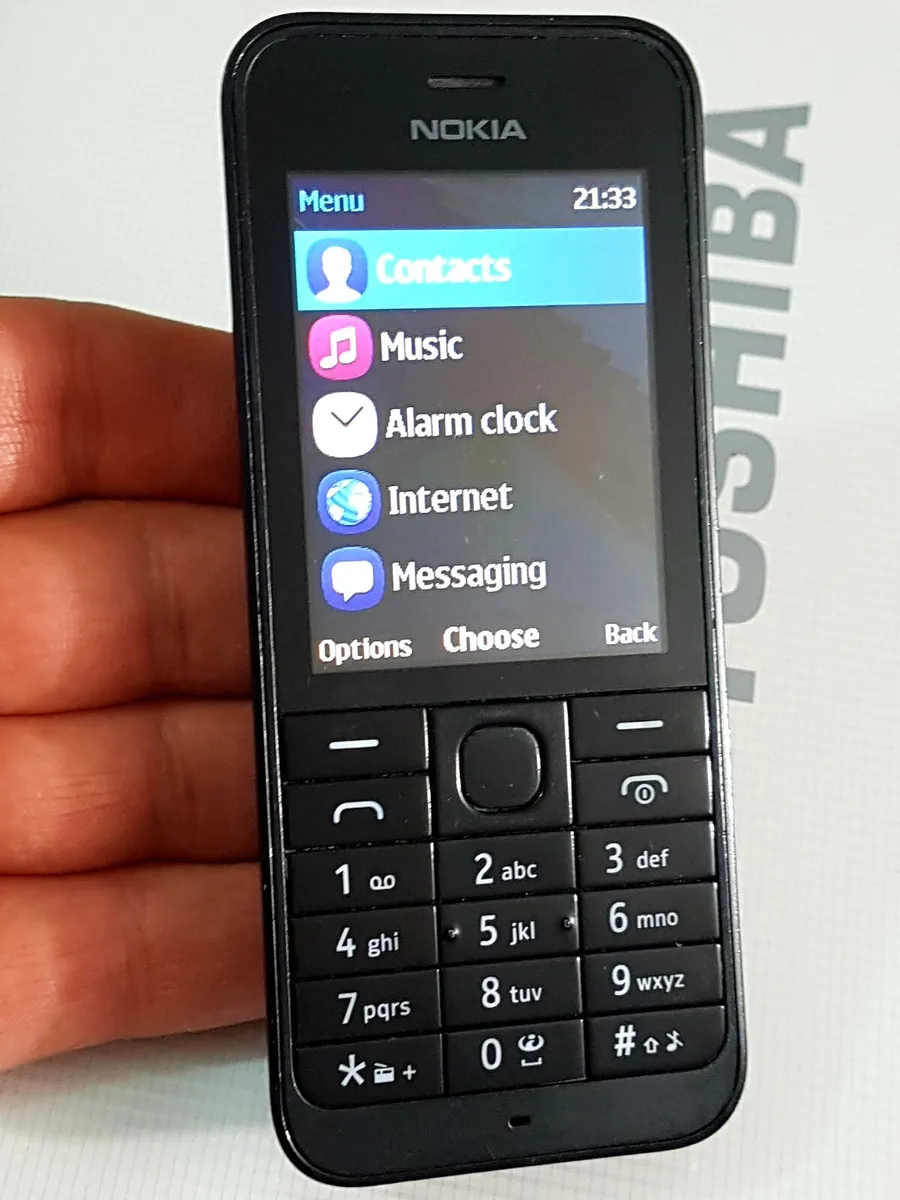 NOKIA
Menu 21:33
Contacts
Music
Alarm clock
Internet
Messaging
Options Choose Back
1 2 abc 3 def
4 ghi 5 jkl 6 mno
7 pqrs 8 tuv 9 wxyz
* + 0 #
TOSHIBA